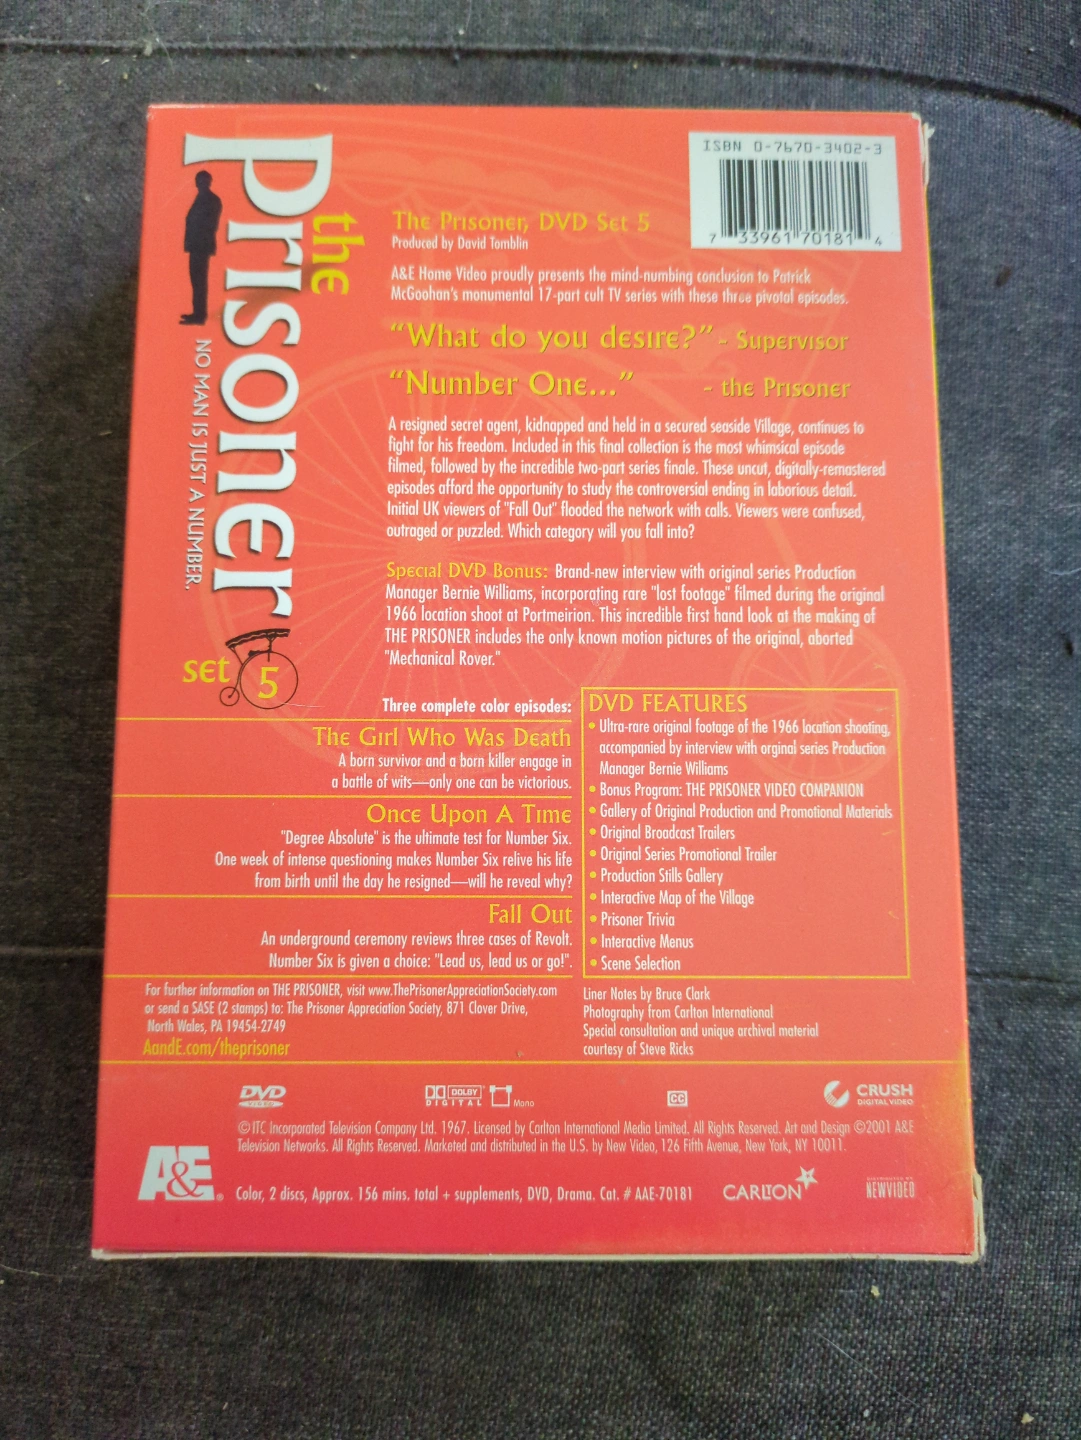 the
Prisoner
NO MAN IS JUST A NUMBER.
set 5
ISBN 0-7670-3402-3
7 33961 70181 4
The Prisoner, DVD Set 5
Produced by David Tomblin
A&E Home Video proudly presents the mind-numbing conclusion to Patrick
McGoohan's monumental 17-part cult TV series with these three pivotal episodes.
"What do you desire?" - Supervisor
"Number One..." - the Prisoner
A resigned secret agent, kidnapped and held in a secured seaside Village, continues to
fight for his freedom. Included in this final collection is the most whimsical episode
filmed, followed by the incredible two-part series finale. These uncut, digitally-remastered
episodes afford the opportunity to study the controversial ending in laborious detail.
Initial UK viewers of "Fall Out" flooded the network with calls. Viewers were confused,
outraged or puzzled. Which category will you fall into?
Special DVD Bonus: Brand-new interview with original series Production
Manager Bernie Williams, incorporating rare "lost footage" filmed during the original
1966 location shoot at Portmeirion. This incredible first hand look at the making of
THE PRISONER includes the only known motion pictures of the original, aborted
"Mechanical Rover."
Three complete color episodes:
The Girl Who Was Death
A born survivor and a born killer engage in
a battle of wits—only one can be victorious.
Once Upon A Time
"Degree Absolute" is the ultimate test for Number Six.
One week of intense questioning makes Number Six relive his life
from birth until the day he resigned—will he reveal why?
Fall Out
An underground ceremony reviews three cases of Revolt.
Number Six is given a choice: "Lead us, lead us or go!".
DVD FEATURES
• Ultra-rare original footage of the 1966 location shooting,
accompanied by interview with orginal series Production
Manager Bernie Williams
• Bonus Program: THE PRISONER VIDEO COMPANION
• Gallery of Original Production and Promotional Materials
• Original Broadcast Trailers
• Original Series Promotional Trailer
• Production Stills Gallery
• Interactive Map of the Village
• Prisoner Trivia
• Interactive Menus
• Scene Selection
For further information on THE PRISONER, visit www.ThePrisonerAppreciationSociety.com
or send a SASE (2 stamps) to: The Prisoner Appreciation Society, 871 Clover Drive,
North Wales, PA 19454-2749
AandE.com/theprisoner
Liner Notes by Bruce Clark
Photography from Carlton International
Special consultation and unique archival material
courtesy of Steve Ricks
DVD VIDEO
DOLBY DIGITAL Mono
CC
CRUSH DIGITAL VIDEO
© ITC Incorporated Television Company Ltd. 1967. Licensed by Carlton International Media Limited. All Rights Reserved. Art and Design ©2001 A&E
Television Networks. All Rights Reserved. Marketed and distributed in the U.S. by New Video, 126 Fifth Avenue, New York, NY 10011.
A&E. Color, 2 discs, Approx. 156 mins. total + supplements, DVD, Drama. Cat. # AAE-70181
CARLTON
DISTRIBUTED BY
NEWVIDEO